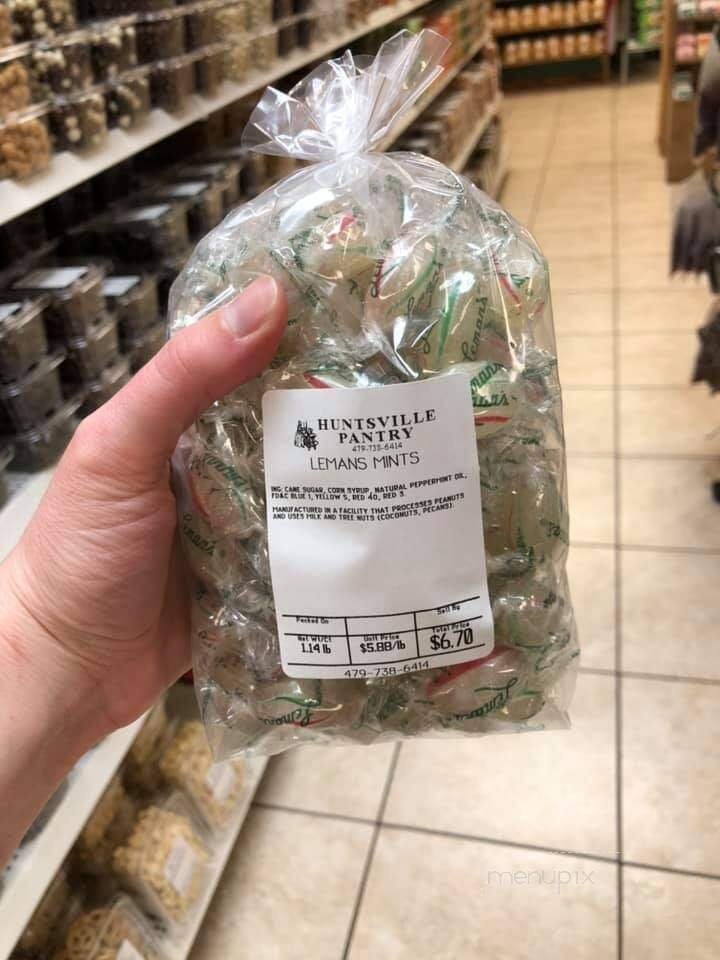 HUNTSVILLE
PANTRY
479-738-6414
LEMANS MINTS
ING: CANE SUGAR, CORN SYRUP, NATURAL PEPPERMINT OIL,
FD&C BLUE 1, YELLOW 5, RED 40, RED 3
MANUFACTURED IN A FACILITY THAT PROCESSES PEANUTS
AND USES MILK AND TREE NUTS (COCONUTS, PECANS).
Packed On
Sell By
Net Wt/Ct
Unit Price
Total Price
1.14 lb
$5.88/lb
$6.70
479-738-6414
menupix